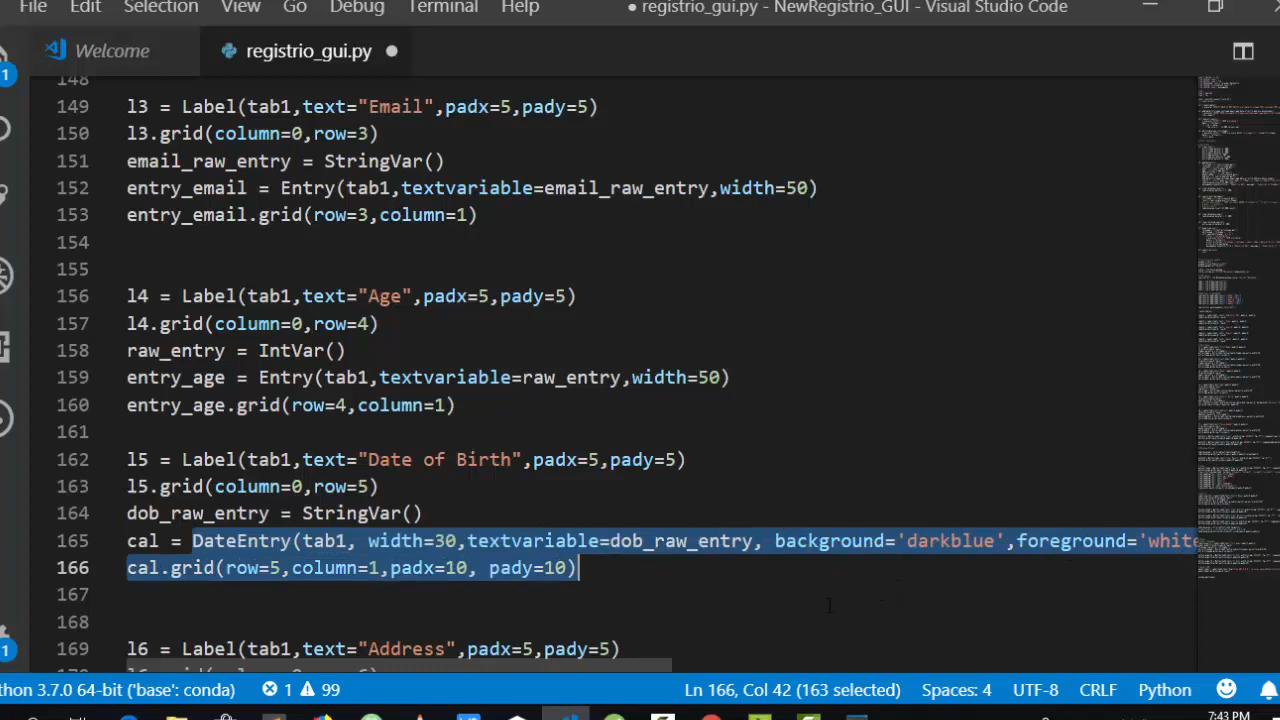 File Edit Selection View Go Debug Terminal Help ● registrio_gui.py - NewRegistrio_GUI - Visual Studio Code
Welcome registrio_gui.py
148
149 l3 = Label(tab1,text="Email",padx=5,pady=5)
150 l3.grid(column=0,row=3)
151 email_raw_entry = StringVar()
152 entry_email = Entry(tab1,textvariable=email_raw_entry,width=50)
153 entry_email.grid(row=3,column=1)
154
155
156 l4 = Label(tab1,text="Age",padx=5,pady=5)
157 l4.grid(column=0,row=4)
158 raw_entry = IntVar()
159 entry_age = Entry(tab1,textvariable=raw_entry,width=50)
160 entry_age.grid(row=4,column=1)
161
162 l5 = Label(tab1,text="Date of Birth",padx=5,pady=5)
163 l5.grid(column=0,row=5)
164 dob_raw_entry = StringVar()
165 cal = DateEntry(tab1, width=30,textvariable=dob_raw_entry, background='darkblue',foreground='white
166 cal.grid(row=5,column=1,padx=10, pady=10)
167
168
169 l6 = Label(tab1,text="Address",padx=5,pady=5)
thon 3.7.0 64-bit ('base': conda) 1 99 Ln 166, Col 42 (163 selected) Spaces: 4 UTF-8 CRLF Python
7:43 PM